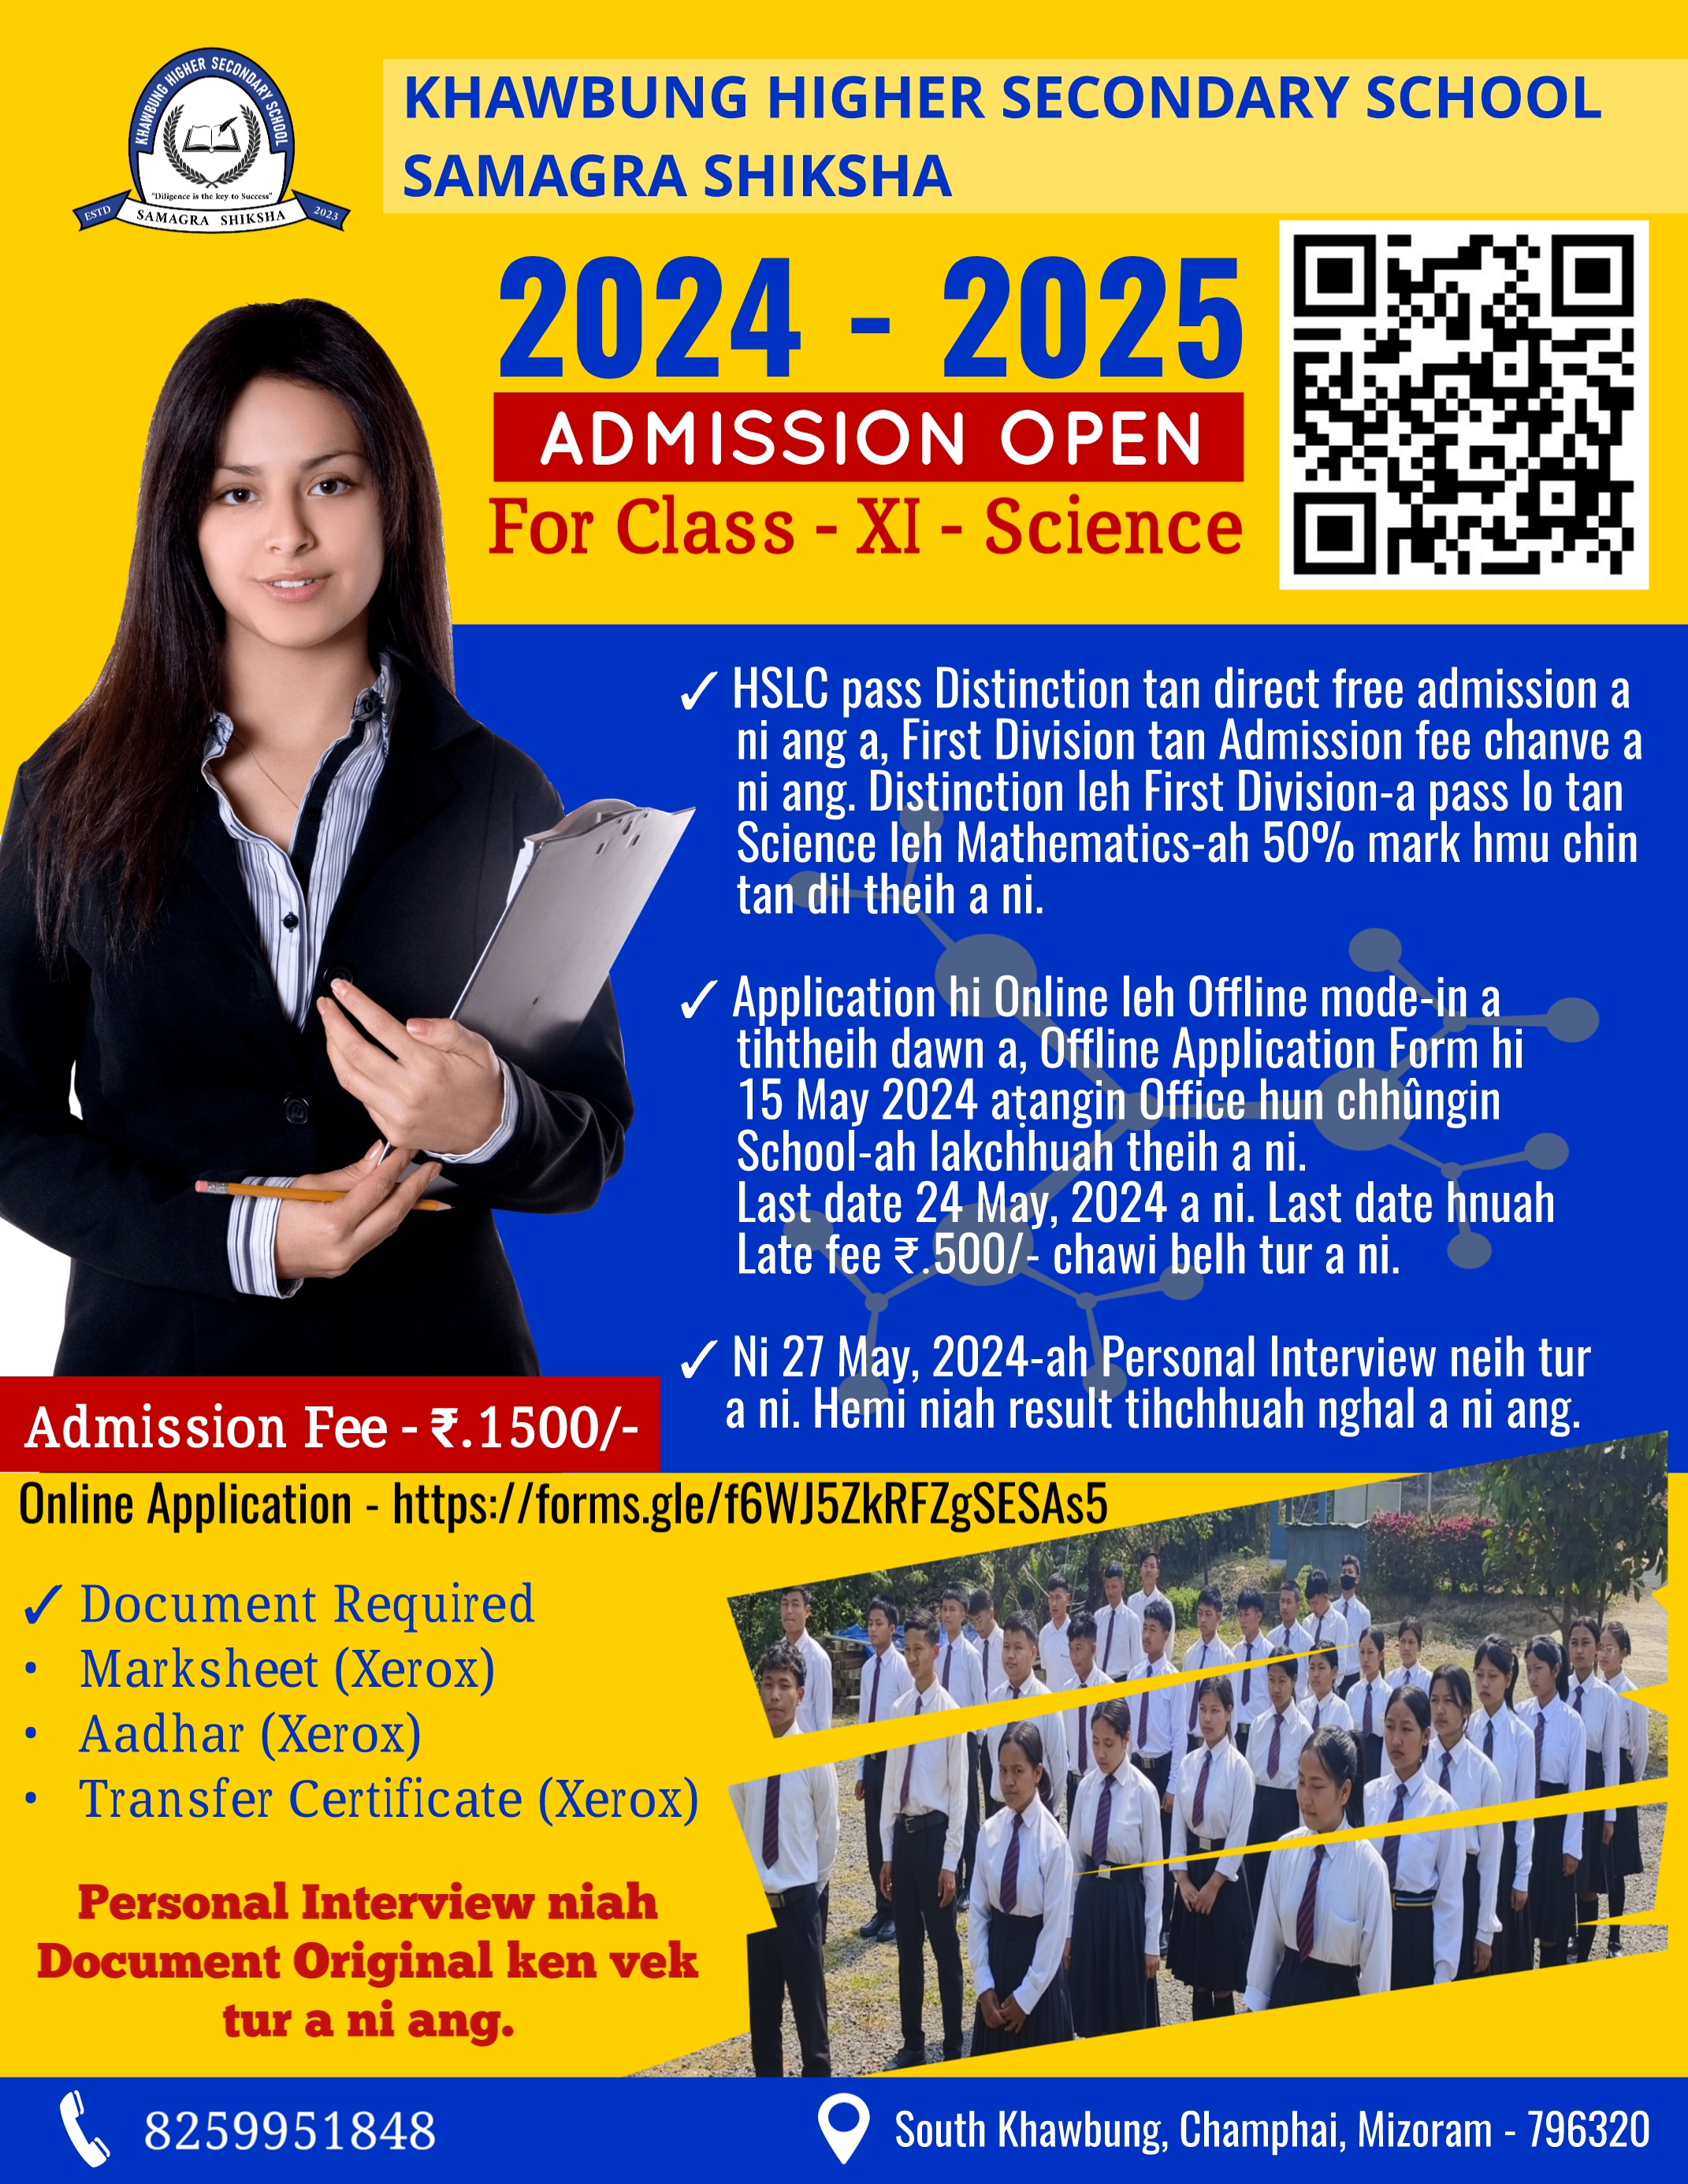 KHAWBUNG HIGHER SECONDARY SCHOOL
"Diligence is the key to Success"
ESTD
SAMAGRA SHIKSHA
2023
KHAWBUNG HIGHER SECONDARY SCHOOL
SAMAGRA SHIKSHA
2024 - 2025
ADMISSION OPEN
For Class - XI - Science
✓ HSLC pass Distinction tan direct free admission a
ni ang a, First Division tan Admission fee chanve a
ni ang. Distinction leh First Division-a pass lo tan
Science leh Mathematics-ah 50% mark hmu chin
tan dil theih a ni.
✓ Application hi Online leh Offline mode-in a
tihtheih dawn a, Offline Application Form hi
15 May 2024 aṭangin Office hun chhûngin
School-ah lakchhuah theih a ni.
Last date 24 May, 2024 a ni. Last date hnuah
Late fee ₹.500/- chawi belh tur a ni.
✓ Ni 27 May, 2024-ah Personal Interview neih tur
a ni. Hemi niah result tihchhuah nghal a ni ang.
Admission Fee - ₹.1500/-
Online Application - https://forms.gle/f6WJ5ZkRFZgSESAs5
✓ Document Required
• Marksheet (Xerox)
• Aadhar (Xerox)
• Transfer Certificate (Xerox)
Personal Interview niah
Document Original ken vek
tur a ni ang.
8259951848
South Khawbung, Champhai, Mizoram - 796320